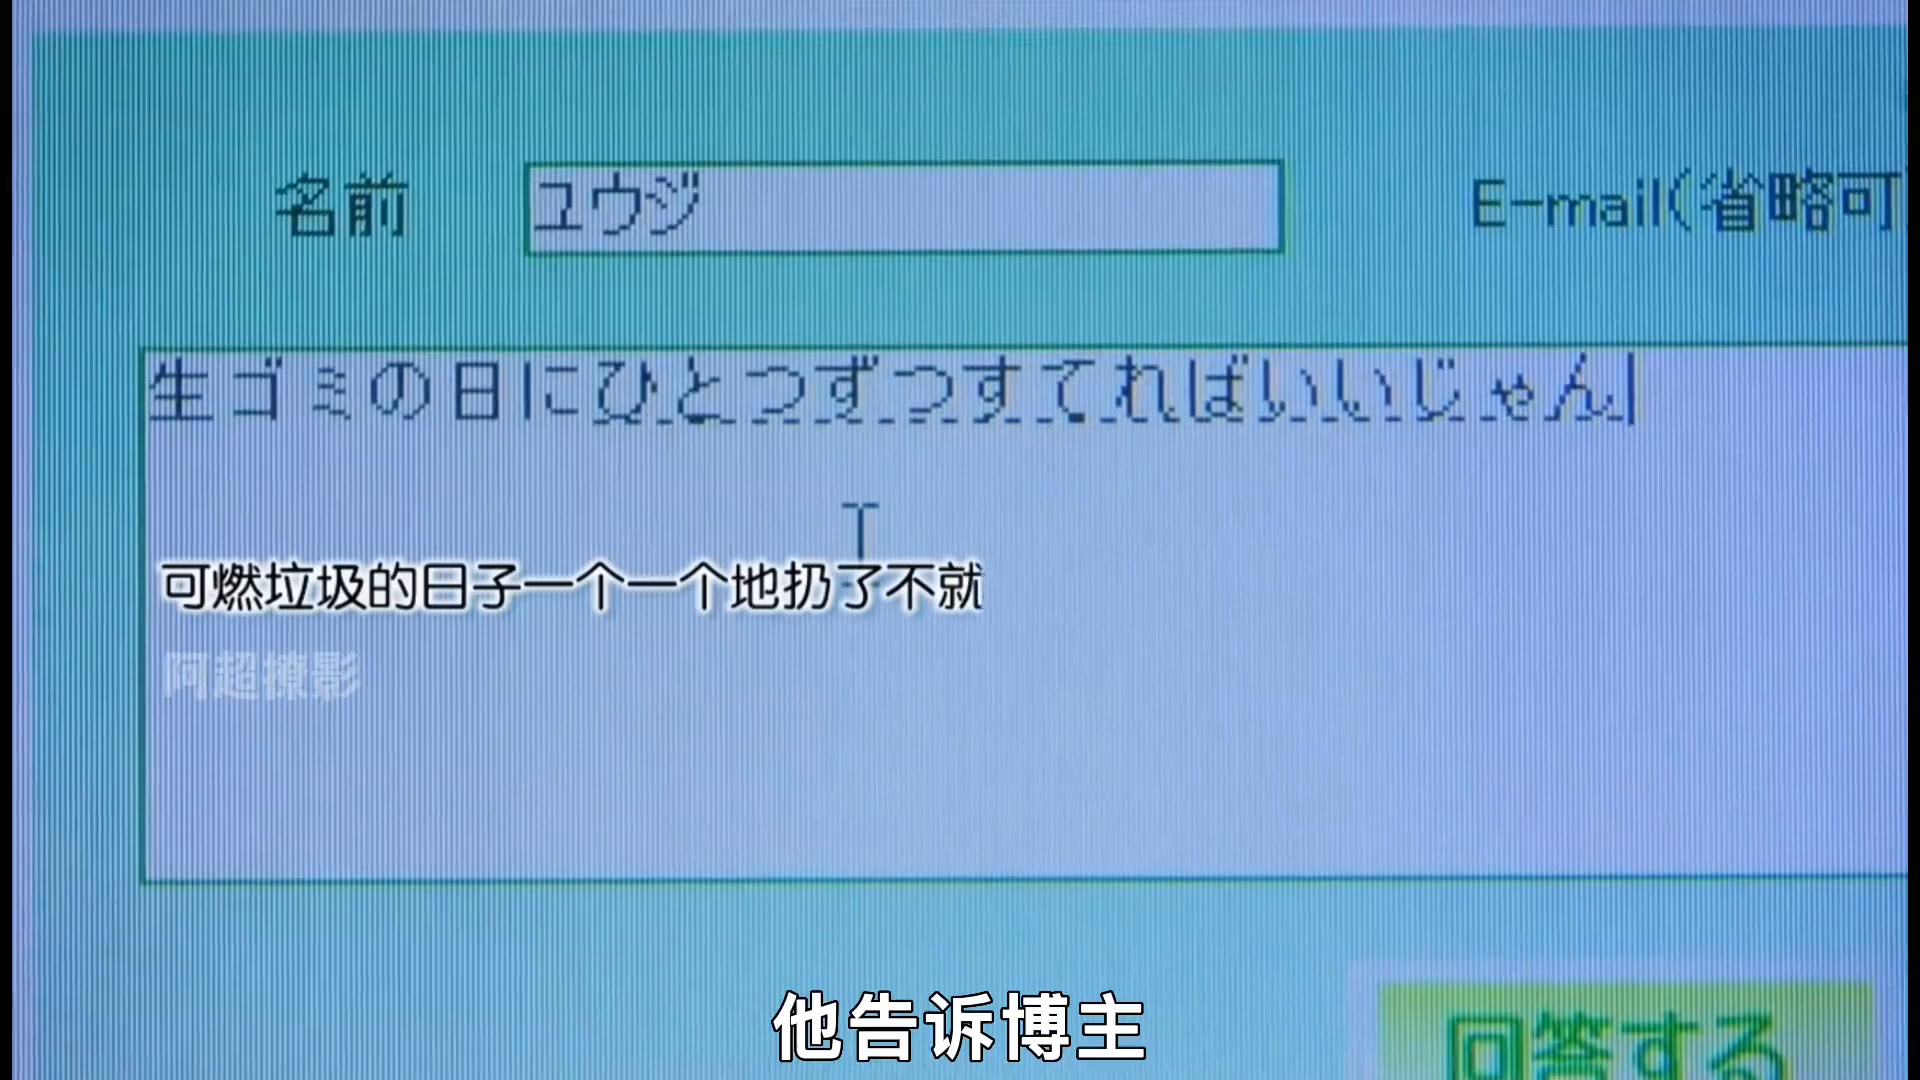 名前 ユウジ E-mail(省略可
生ゴミの日にひとつずつすてればいいじゃん
可燃垃圾的日子一个一个地扔了不就
阿超撩影
他告诉博主
回答する